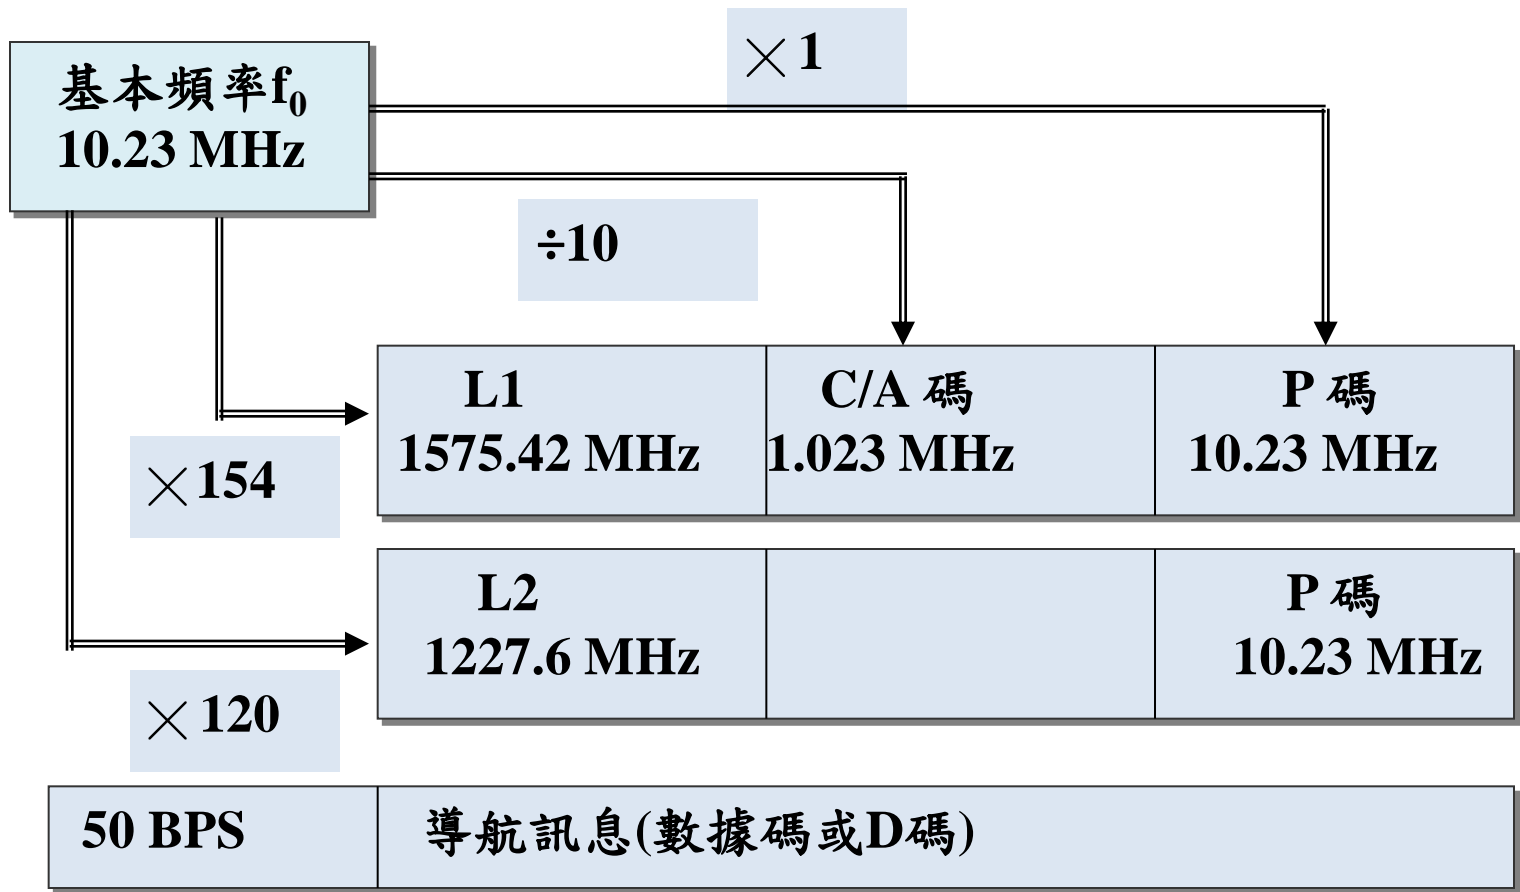 × 1
基本頻率f₀
10.23 MHz
÷10
L1
1575.42 MHz
C/A 碼
1.023 MHz
P 碼
10.23 MHz
× 154
L2
1227.6 MHz
P 碼
10.23 MHz
× 120
50 BPS
導航訊息(數據碼或D碼)